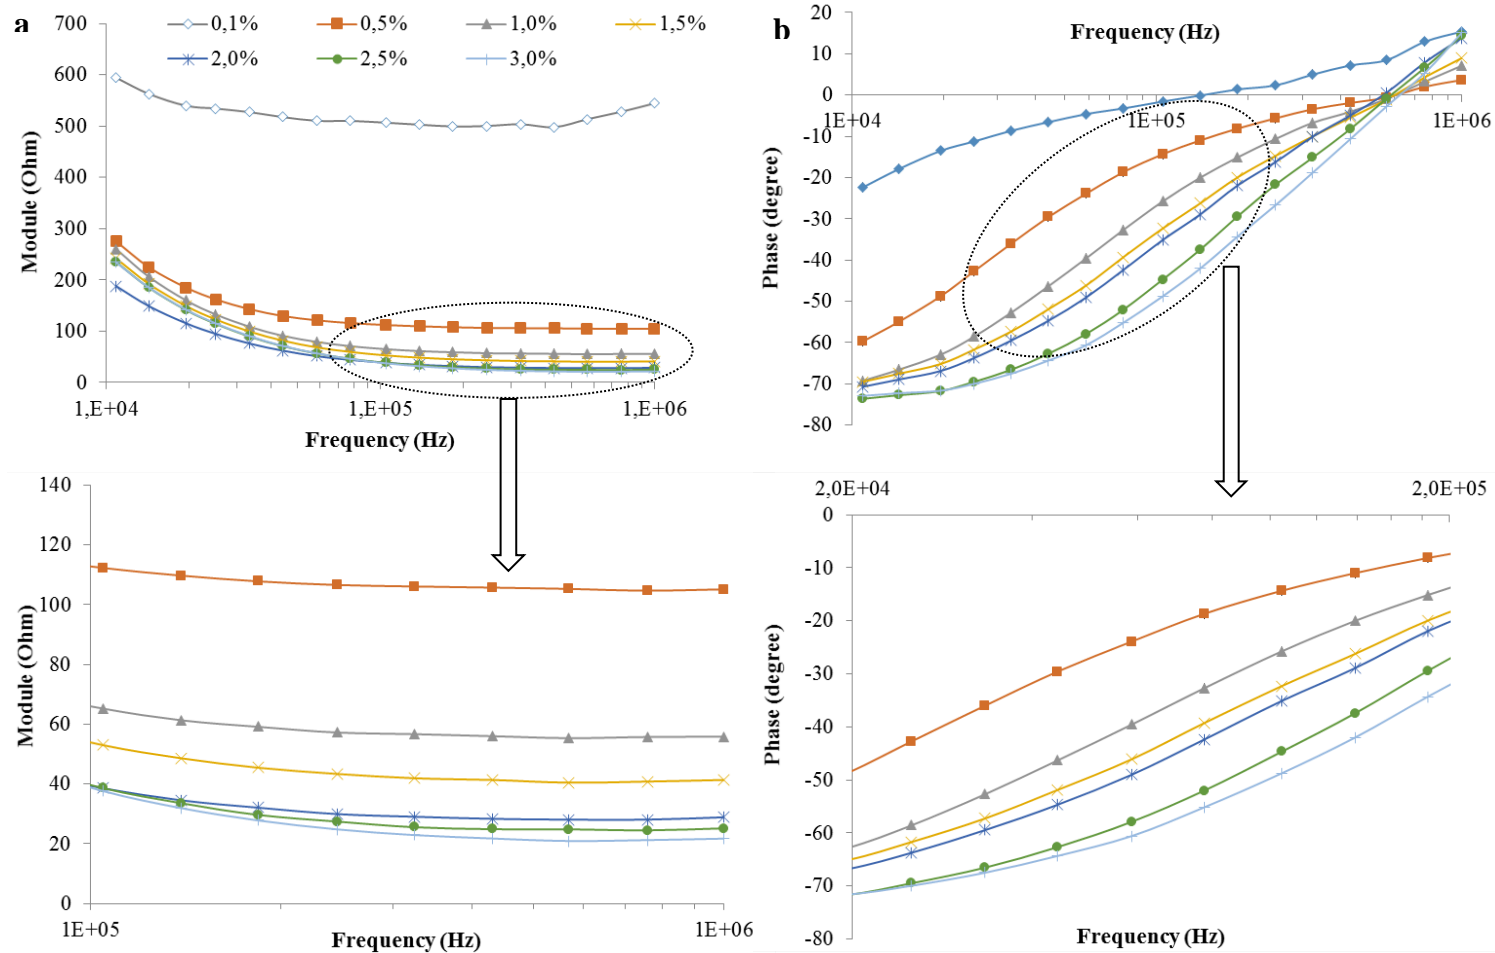 a
700
600
500
400
300
200
100
0
Module (Ohm)
0,1%
0,5%
1,0%
1,5%
2,0%
2,5%
3,0%
1,E+04
1,E+05
1,E+06
Frequency (Hz)
b
20
10
0
-10
-20
-30
-40
-50
-60
-70
-80
Phase (degree)
Frequency (Hz)
1E+04
1E+05
1E+06
140
120
100
80
60
40
20
0
Module (Ohm)
1E+05
1E+06
Frequency (Hz)
2,0E+04
2,0E+05
0
-10
-20
-30
-40
-50
-60
-70
-80
Phase (degree)
Frequency (Hz)